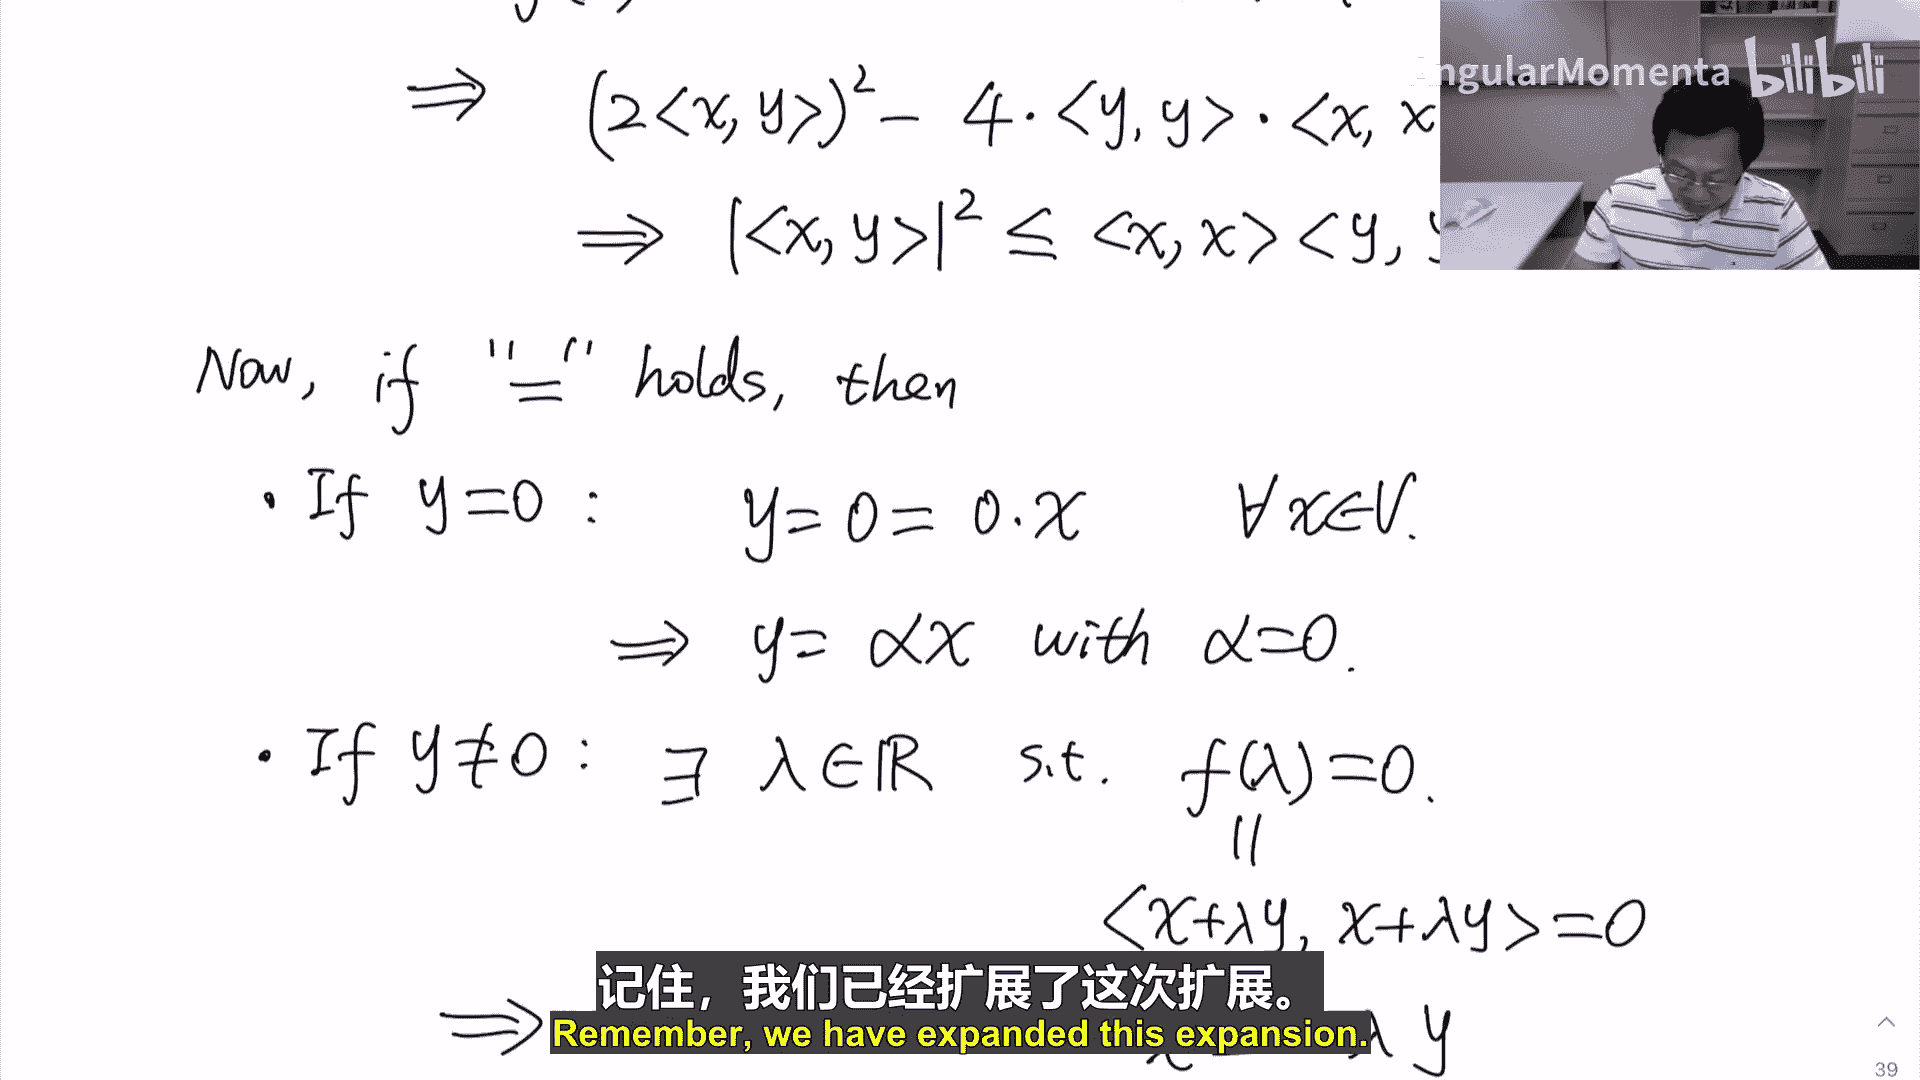 ngularMomenta bilibili
⟹ (2<x, y>)² − 4·<y, y>·<x, x
⟹ |<x, y>|² ≤ <x, x> <y,
Now, if "=" holds, then
· If y=0 : y=0=0·x ∀x∈V.
⟹ y=αx with α=0.
· If y≠0 : ∃ λ∈ℝ s.t. f(λ)=0.
||
<x+λy, x+λy>=0
⟹ λy
记住，我们已经扩展了这次扩展。
Remember, we have expanded this expansion.
39